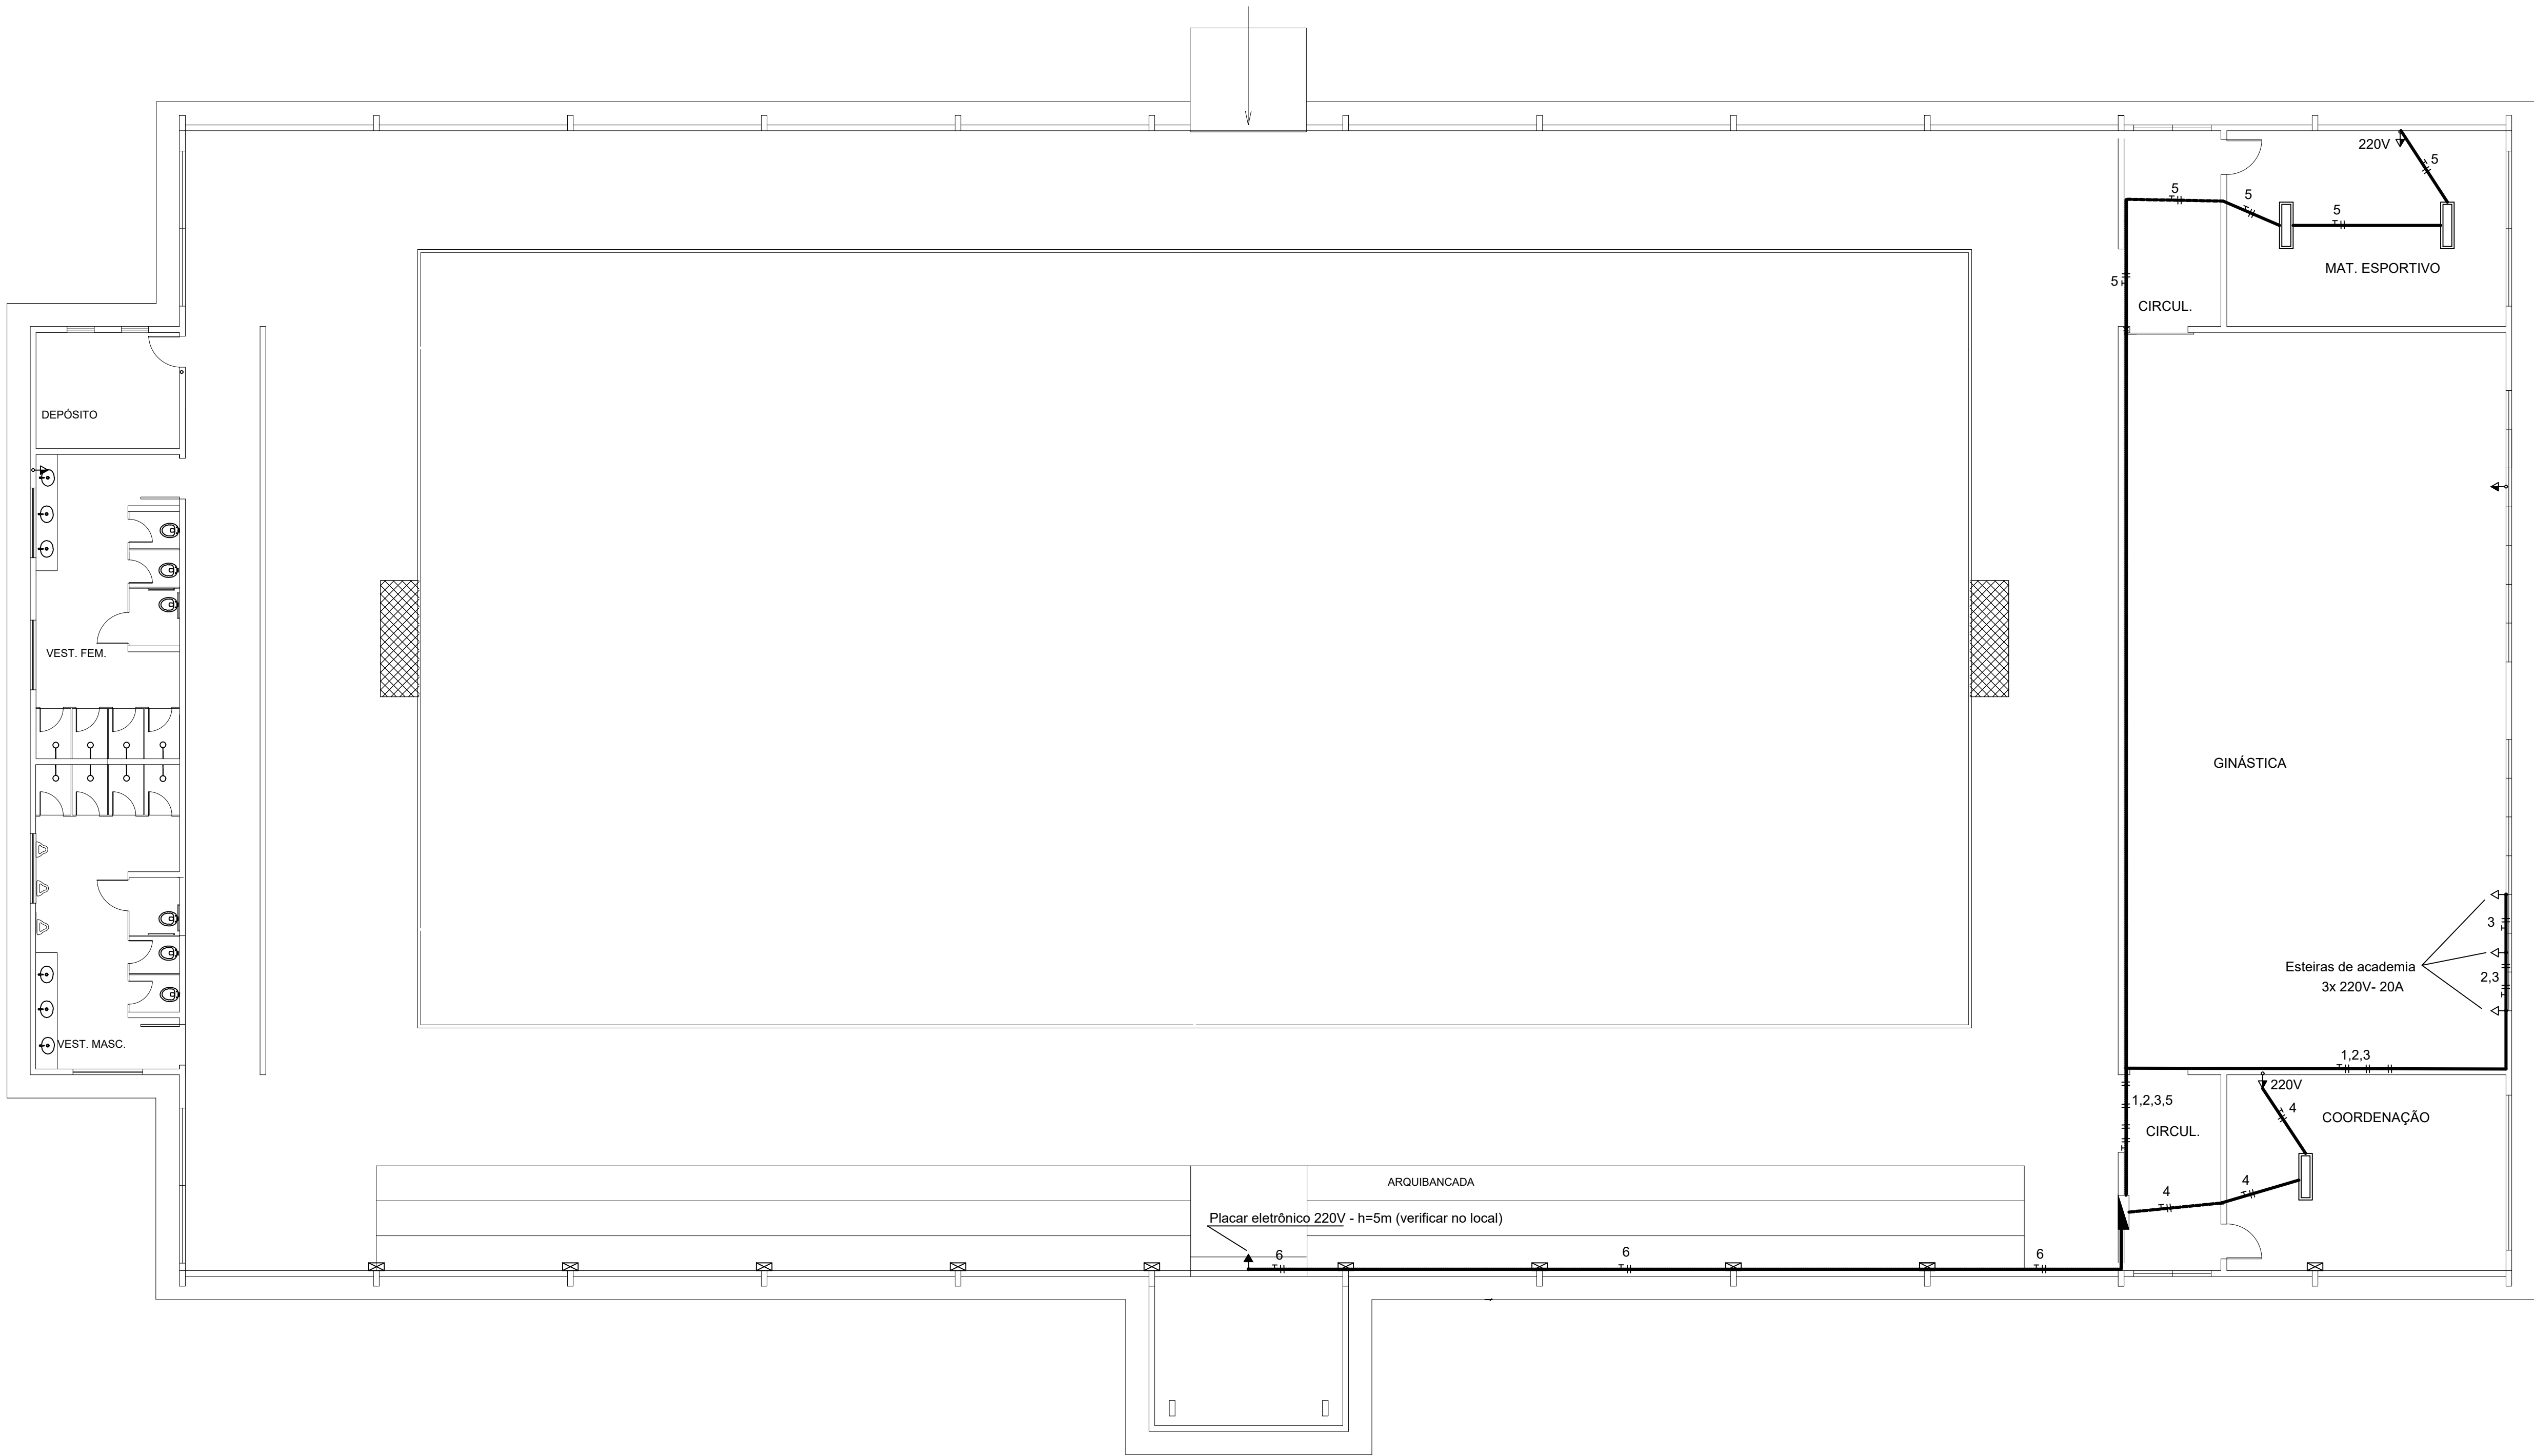 220V
5
5
5
5
MAT. ESPORTIVO
5
CIRCUL.
DEPÓSITO
VEST. FEM.
GINÁSTICA
3
Esteiras de academia
3x 220V- 20A
2,3
VEST. MASC.
1,2,3
220V
1,2,3,5
4
COORDENAÇÃO
CIRCUL.
ARQUIBANCADA
4
4
Placar eletrônico 220V - h=5m (verificar no local)
6
6
6